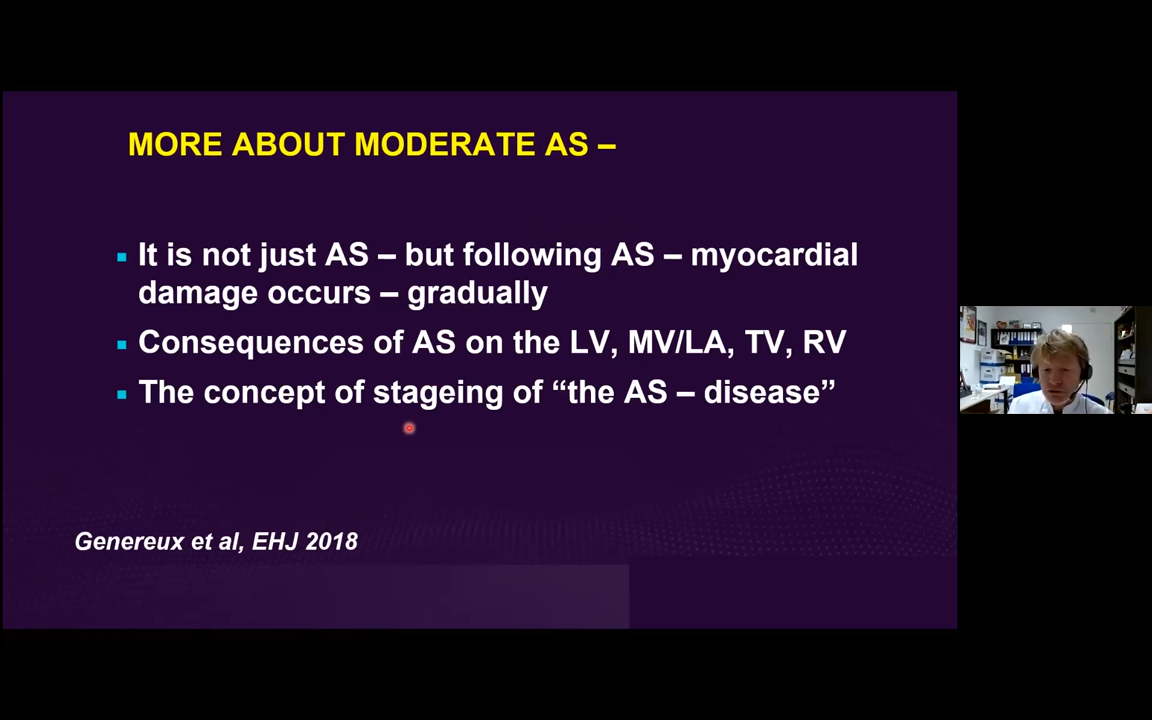 MORE ABOUT MODERATE AS –
It is not just AS – but following AS – myocardial
damage occurs – gradually
Consequences of AS on the LV, MV/LA, TV, RV
The concept of stageing of “the AS – disease”
Genereux et al, EHJ 2018